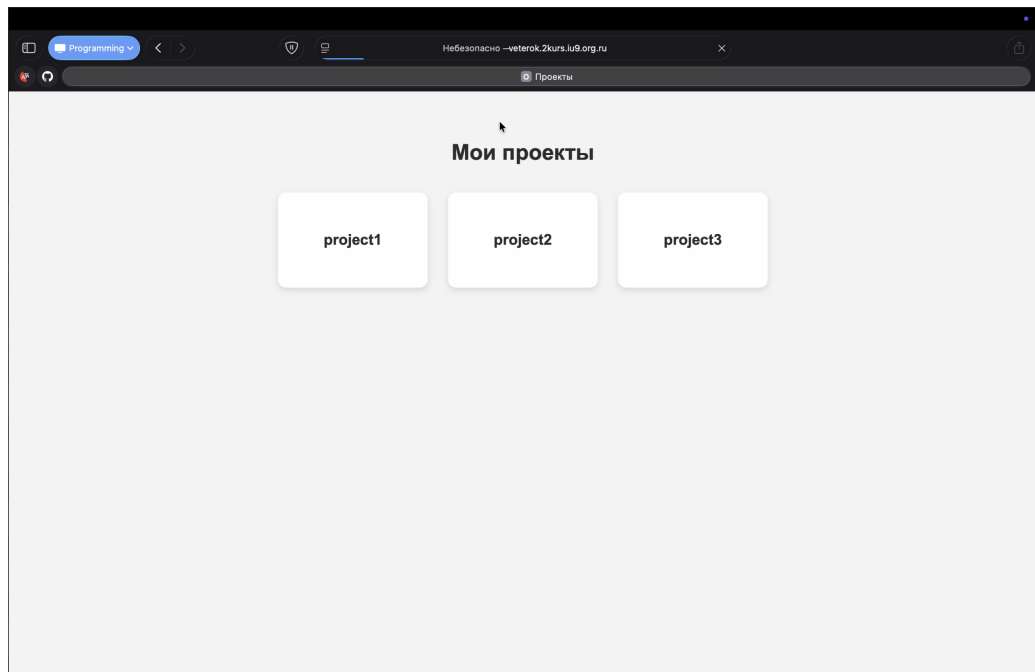 Programming
Небезопасно —veterok.2kurs.iu9.org.ru
Проекты
Мои проекты
project1
project2
project3